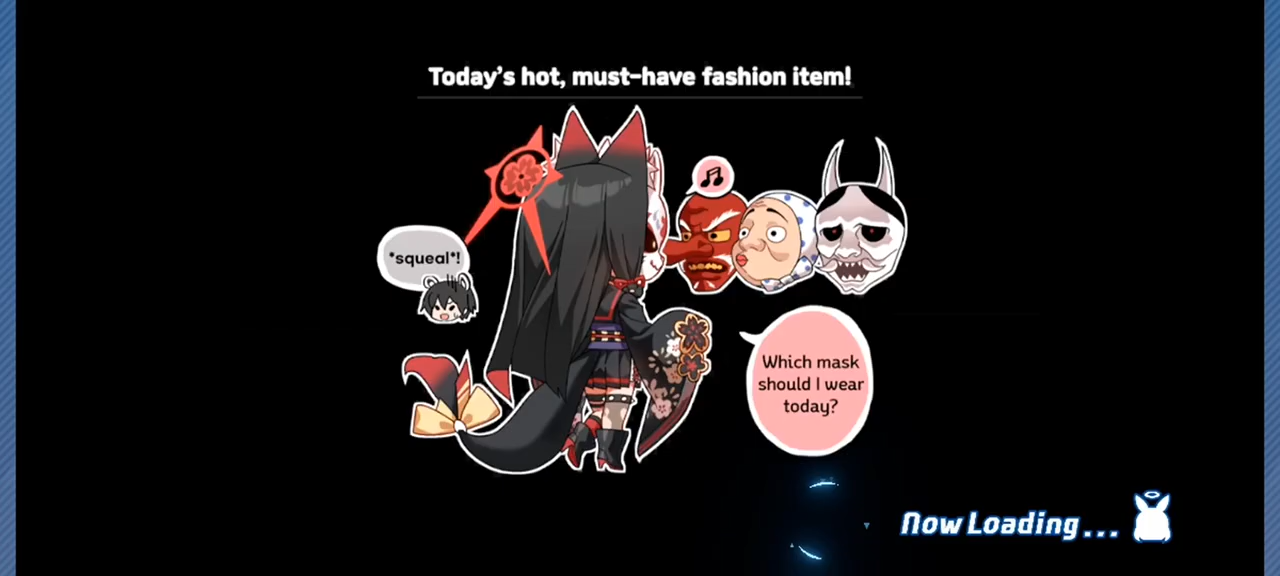 Today's hot, must-have fashion item!
*squeal*!
Which mask
should I wear
today?
Now Loading...